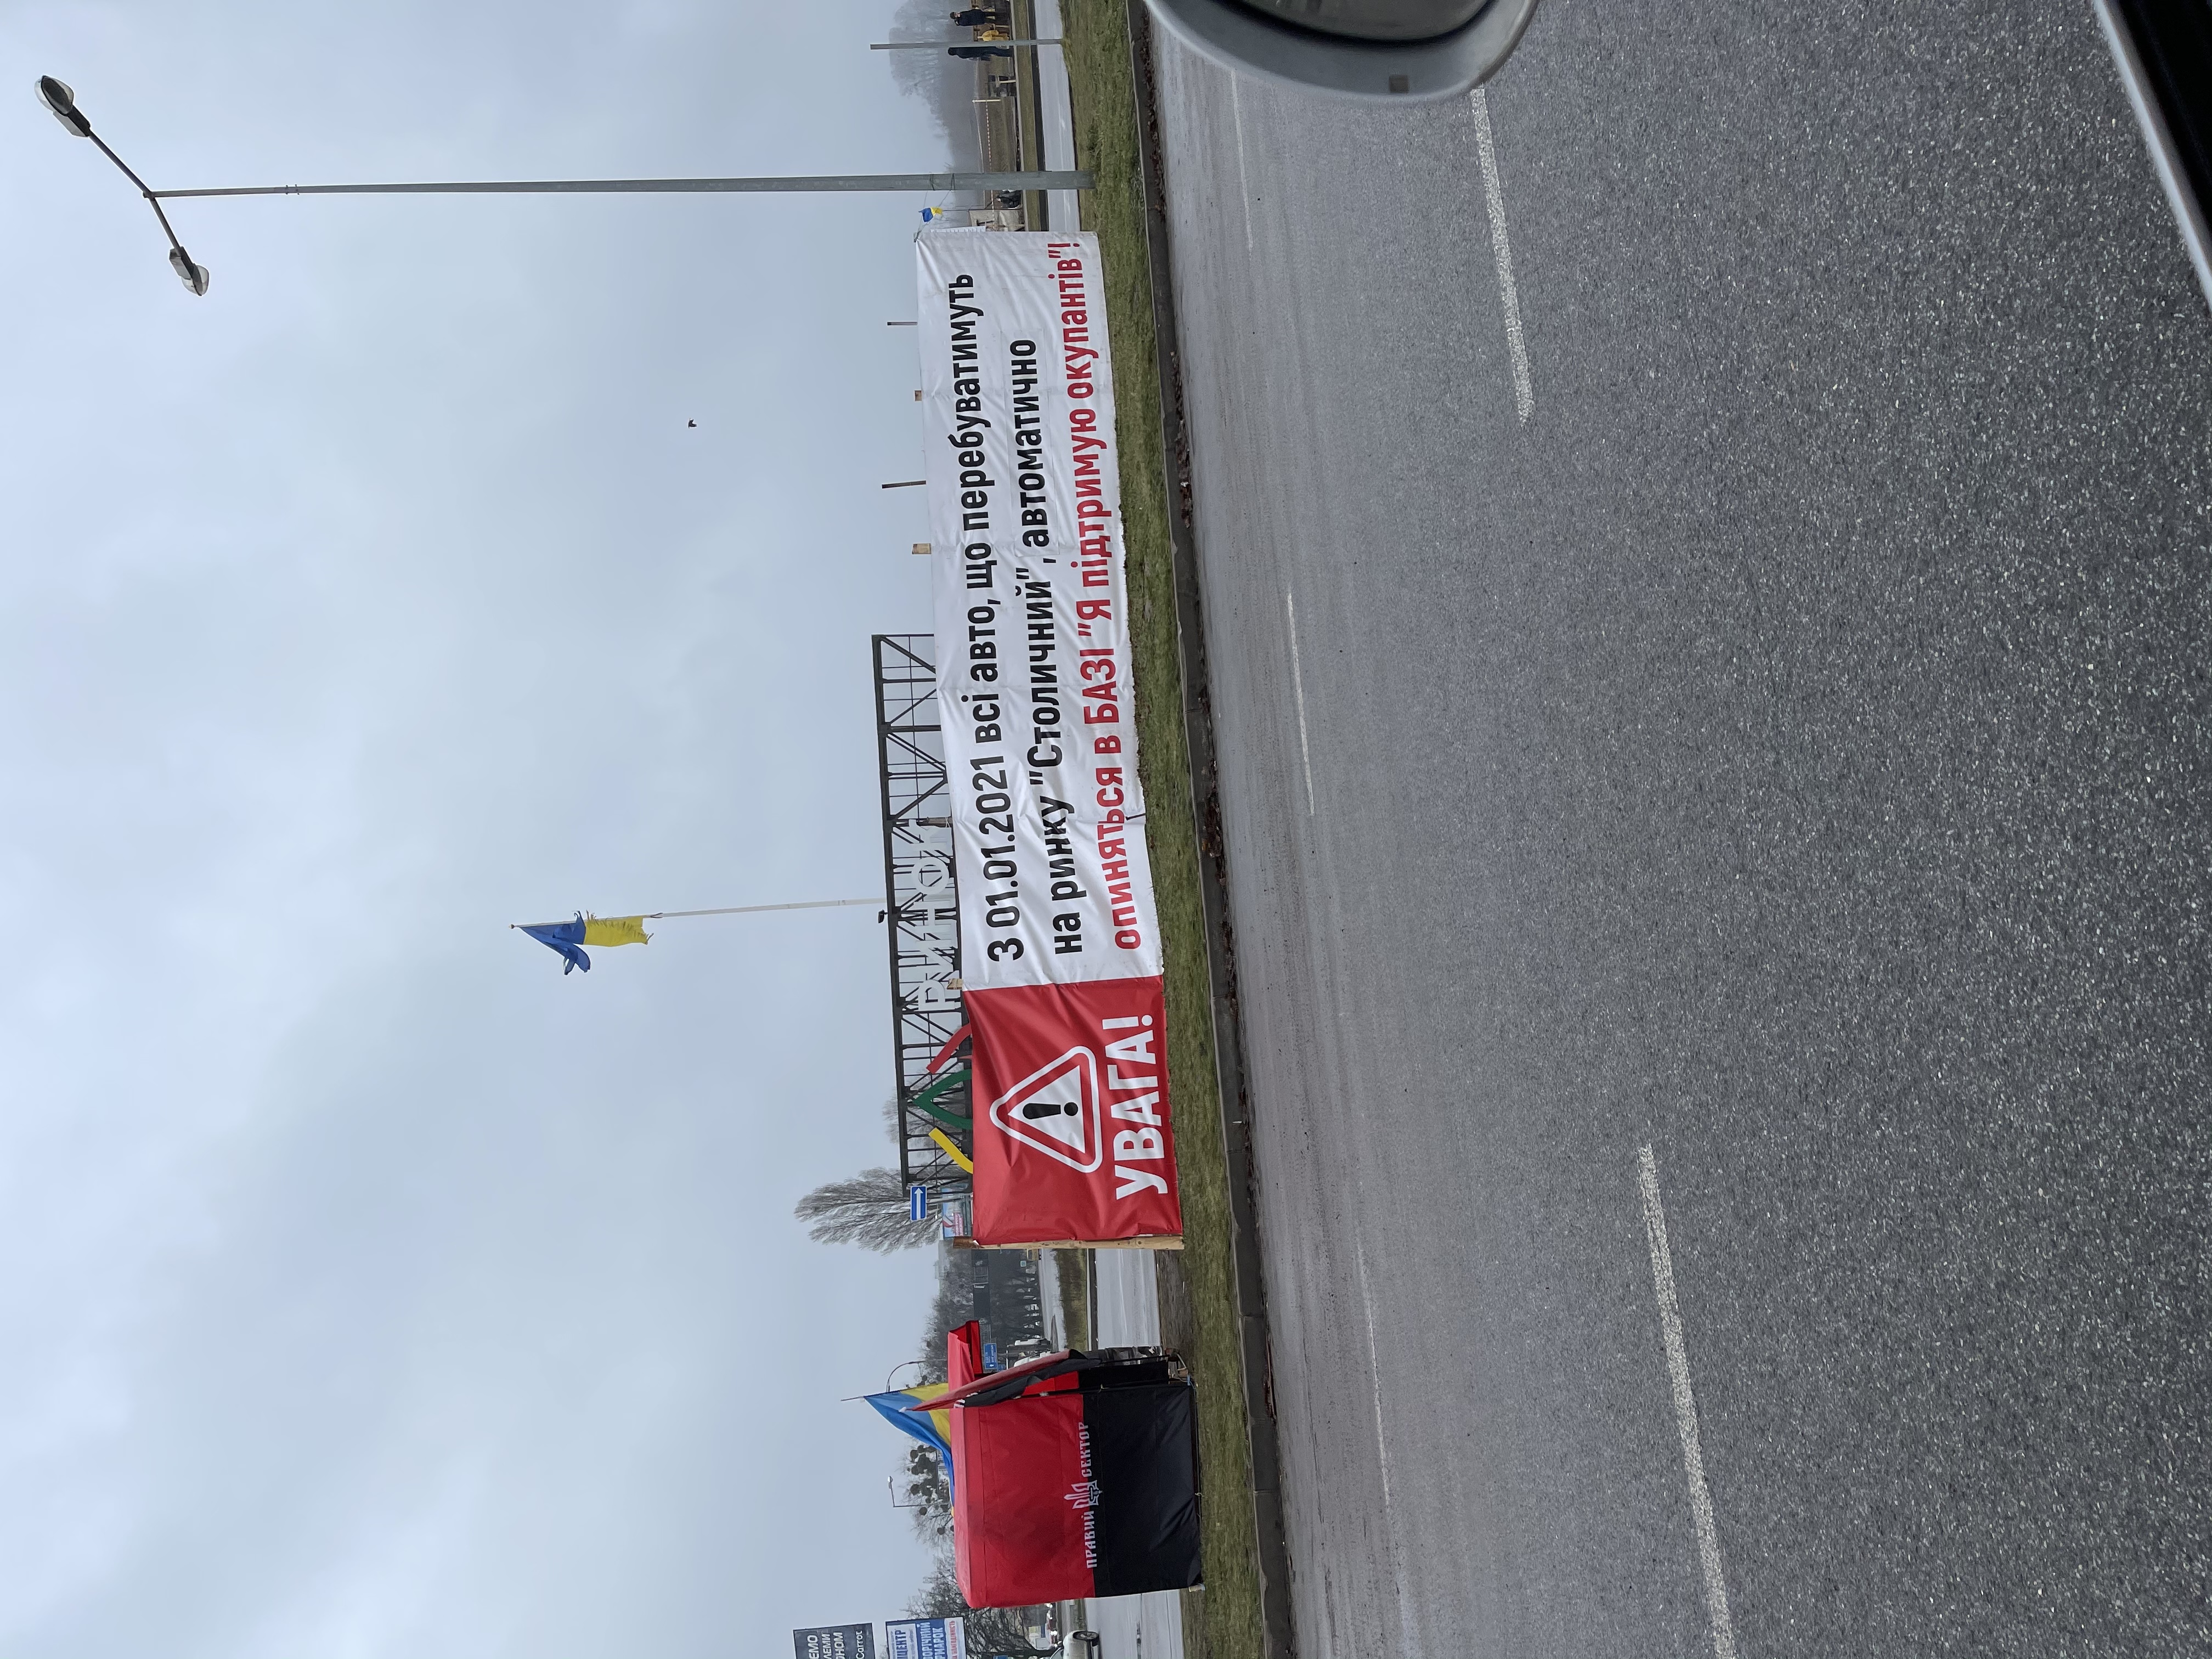 ПРАВИЙ СЕКТОР
УВАГА!
З 01.01.2021 всі авто, що перебуватимуть
на ринку "Столичний", автоматично
опиняться в БАЗІ "Я підтримую окупантів"!
РИНОК
Carrot